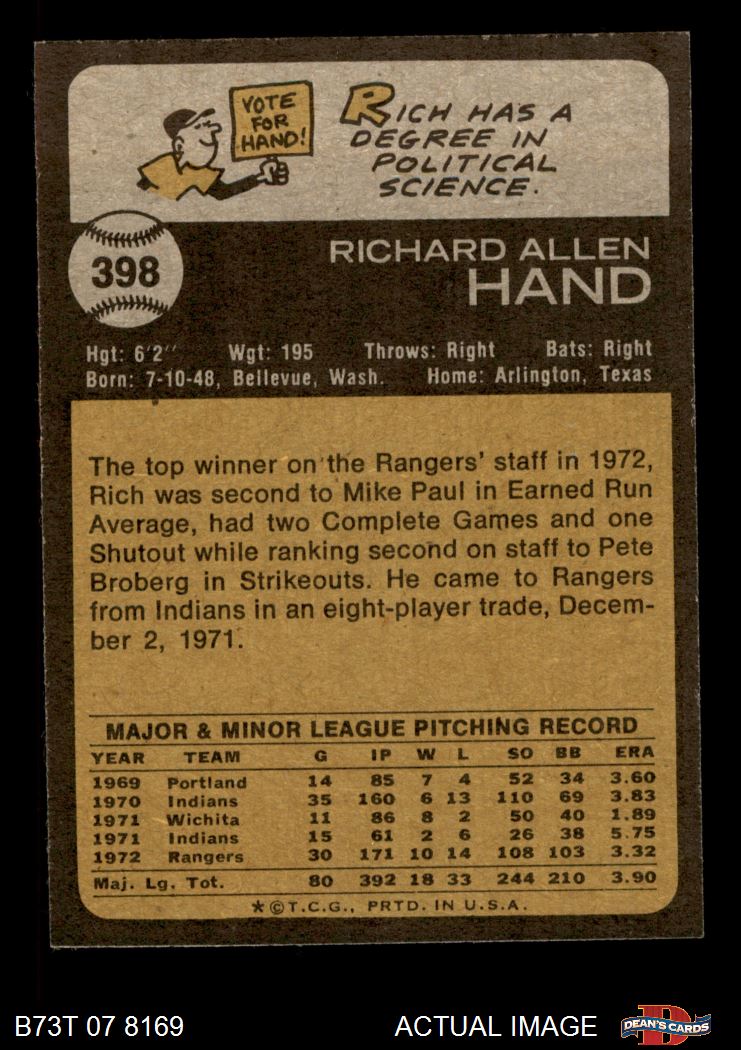 VOTE
FOR
HAND!
RICH HAS A
DEGREE IN
POLITICAL
SCIENCE.
398
RICHARD ALLEN
HAND
Hgt: 6'2" Wgt: 195 Throws: Right Bats: Right
Born: 7-10-48, Bellevue, Wash. Home: Arlington, Texas
The top winner on the Rangers' staff in 1972,
Rich was second to Mike Paul in Earned Run
Average, had two Complete Games and one
Shutout while ranking second on staff to Pete
Broberg in Strikeouts. He came to Rangers
from Indians in an eight-player trade, Decem-
ber 2, 1971.
MAJOR & MINOR LEAGUE PITCHING RECORD
YEAR TEAM G IP W L SO BB ERA
1969 Portland 14 85 7 4 52 34 3.60
1970 Indians 35 160 6 13 110 69 3.83
1971 Wichita 11 86 8 2 50 40 1.89
1971 Indians 15 61 2 6 26 38 5.75
1972 Rangers 30 171 10 14 108 103 3.32
Maj. Lg. Tot. 80 392 18 33 244 210 3.90
*©T.C.G., PRTD. IN U.S.A.
B73T 07 8169 ACTUAL IMAGE
D
DEAN'S CARDS